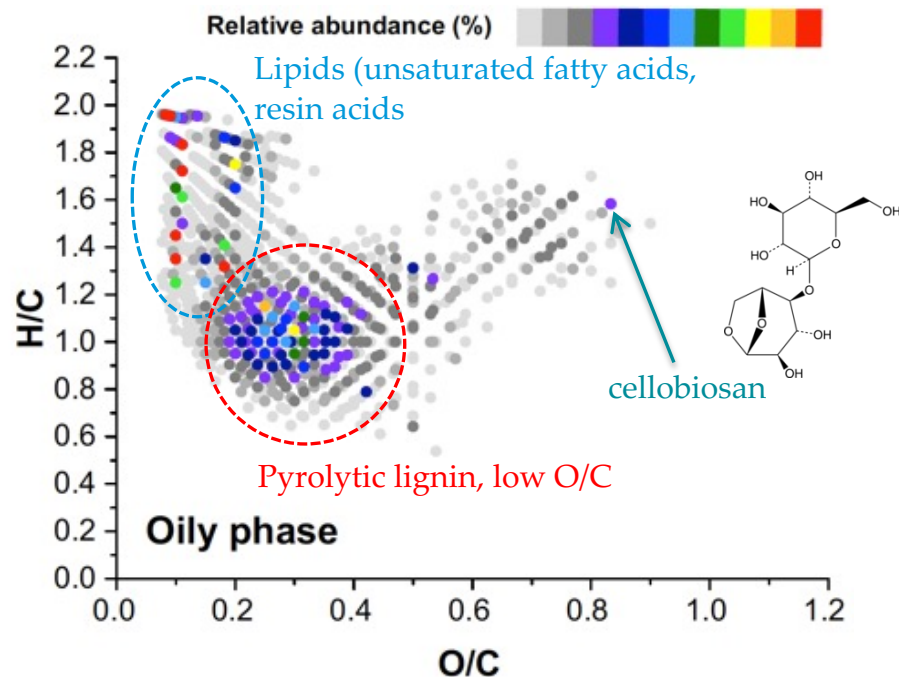 Relative abundance (%)
Lipids (unsaturated fatty acids,
resin acids
2.2
2.0
1.8
1.6
1.4
1.2
1.0
0.8
0.6
0.4
0.2
0.0
H/C
OH
HO
OH
O
HO
H
O
O
O
OH
OH
cellobiosan
Pyrolytic lignin, low O/C
Oily phase
0.0 0.2 0.4 0.6 0.8 1.0 1.2
O/C